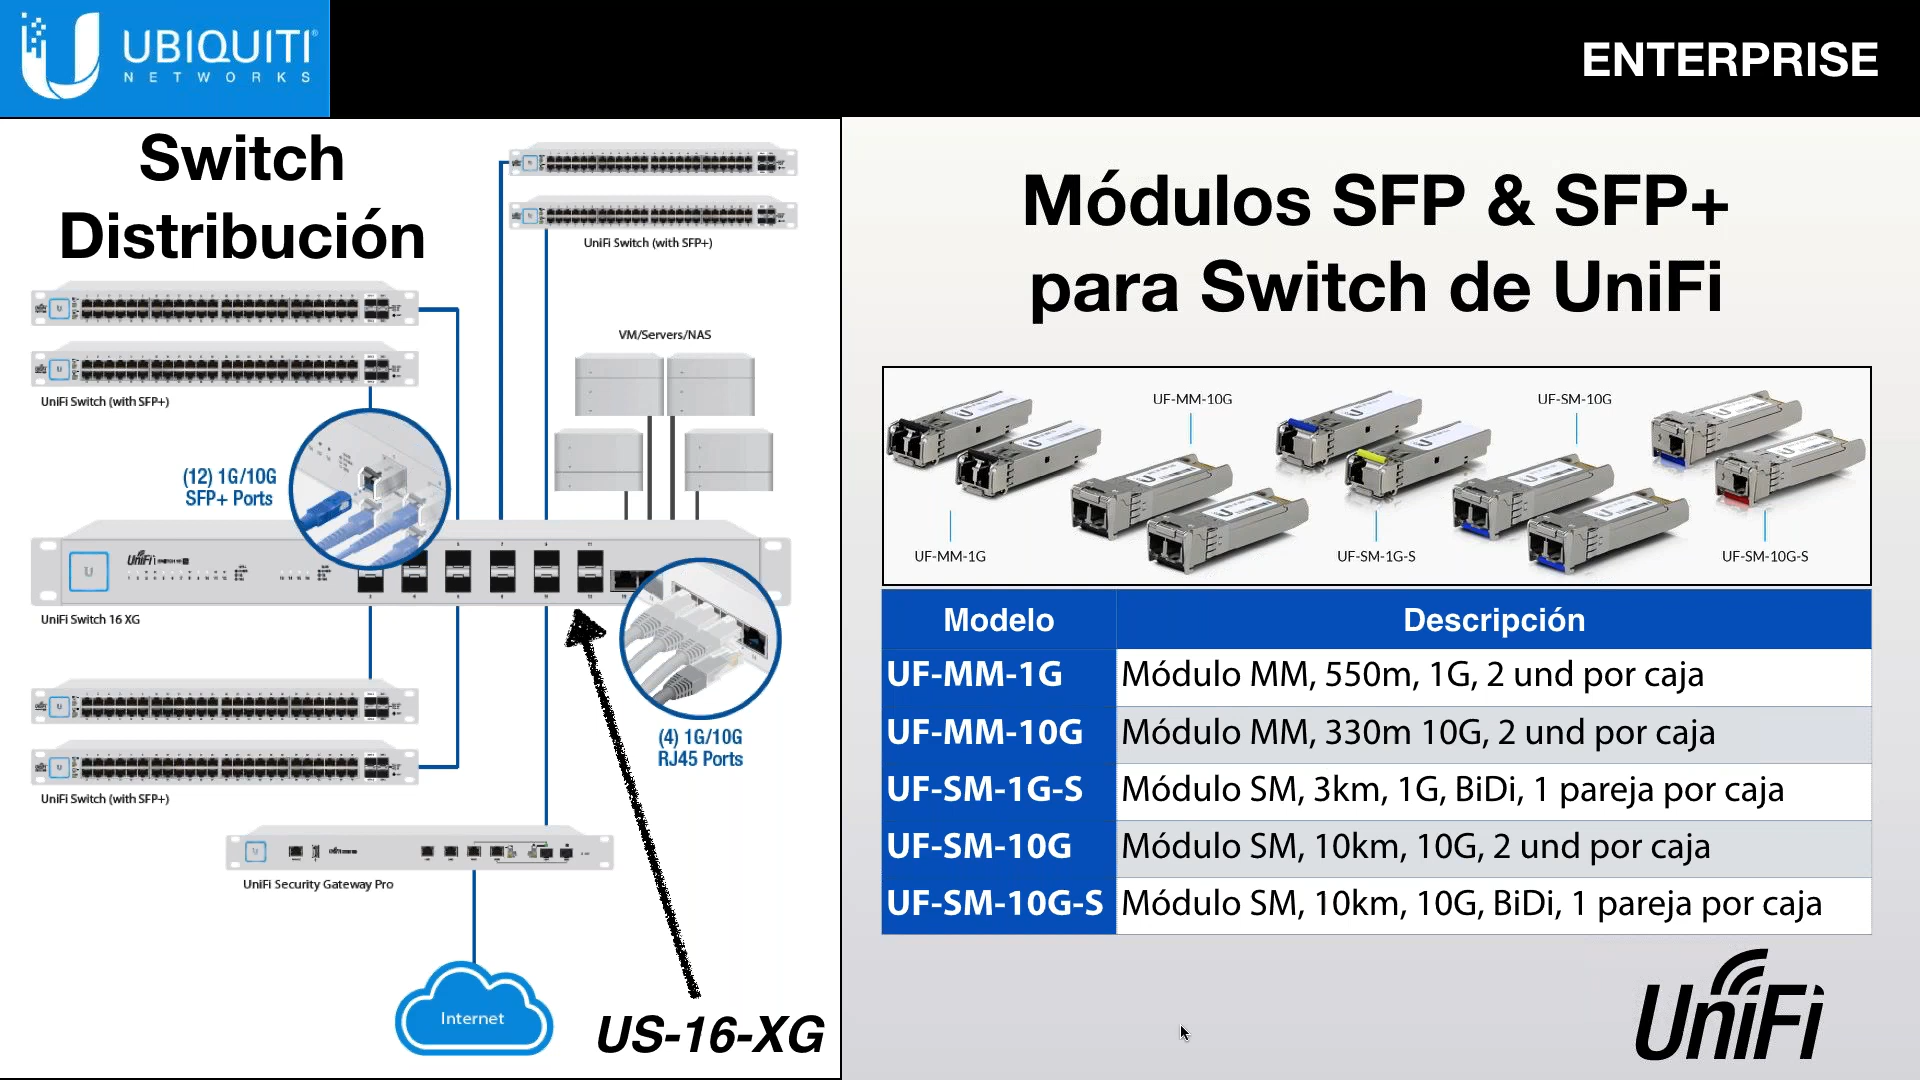 UBIQUITI
NETWORKS
ENTERPRISE
Switch
Distribución
UniFi Switch (with SFP+)
UniFi Switch (with SFP+)
VM/Servers/NAS
(12) 1G/10G
SFP+ Ports
UniFi
UniFi Switch 16 XG
(4) 1G/10G
RJ45 Ports
UniFi Switch (with SFP+)
UniFi Security Gateway Pro
Internet
US-16-XG
Módulos SFP & SFP+
para Switch de UniFi
UF-MM-10G
UF-SM-10G
UF-MM-1G
UF-SM-1G-S
UF-SM-10G-S
Modelo Descripción
UF-MM-1G Módulo MM, 550m, 1G, 2 und por caja
UF-MM-10G Módulo MM, 330m 10G, 2 und por caja
UF-SM-1G-S Módulo SM, 3km, 1G, BiDi, 1 pareja por caja
UF-SM-10G Módulo SM, 10km, 10G, 2 und por caja
UF-SM-10G-S Módulo SM, 10km, 10G, BiDi, 1 pareja por caja
UniFi